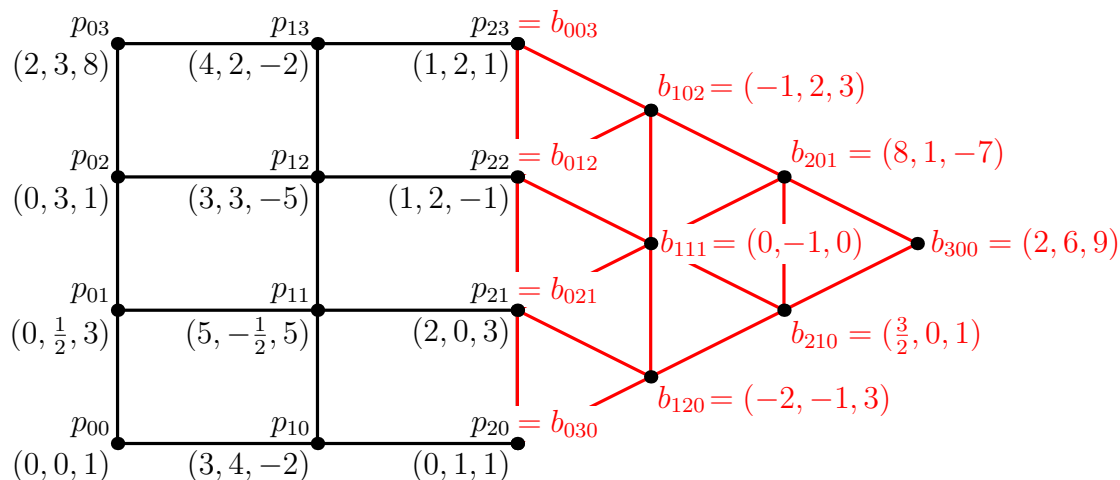 p₀₃ p₁₃ p₂₃ = b₀₀₃
(2, 3, 8) (4, 2, −2) (1, 2, 1)
b₁₀₂ = (−1, 2, 3)
p₀₂ p₁₂ p₂₂ = b₀₁₂
b₂₀₁ = (8, 1, −7)
(0, 3, 1) (3, 3, −5) (1, 2, −1)
b₁₁₁ = (0,−1, 0) b₃₀₀ = (2, 6, 9)
p₀₁ p₁₁ p₂₁ = b₀₂₁
(0, ½, 3) (5, −½, 5) (2, 0, 3) b₂₁₀ = (3/2, 0, 1)
b₁₂₀ = (−2, −1, 3)
p₀₀ p₁₀ p₂₀ = b₀₃₀
(0, 0, 1) (3, 4, −2) (0, 1, 1)